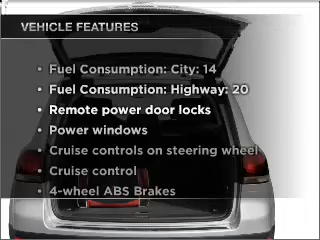 VEHICLE FEATURES
• Fuel Consumption: City: 14
• Fuel Consumption: Highway: 20
• Remote power door locks
• Power windows
• Cruise controls on steering wheel
• Cruise control
• 4-wheel ABS Brakes